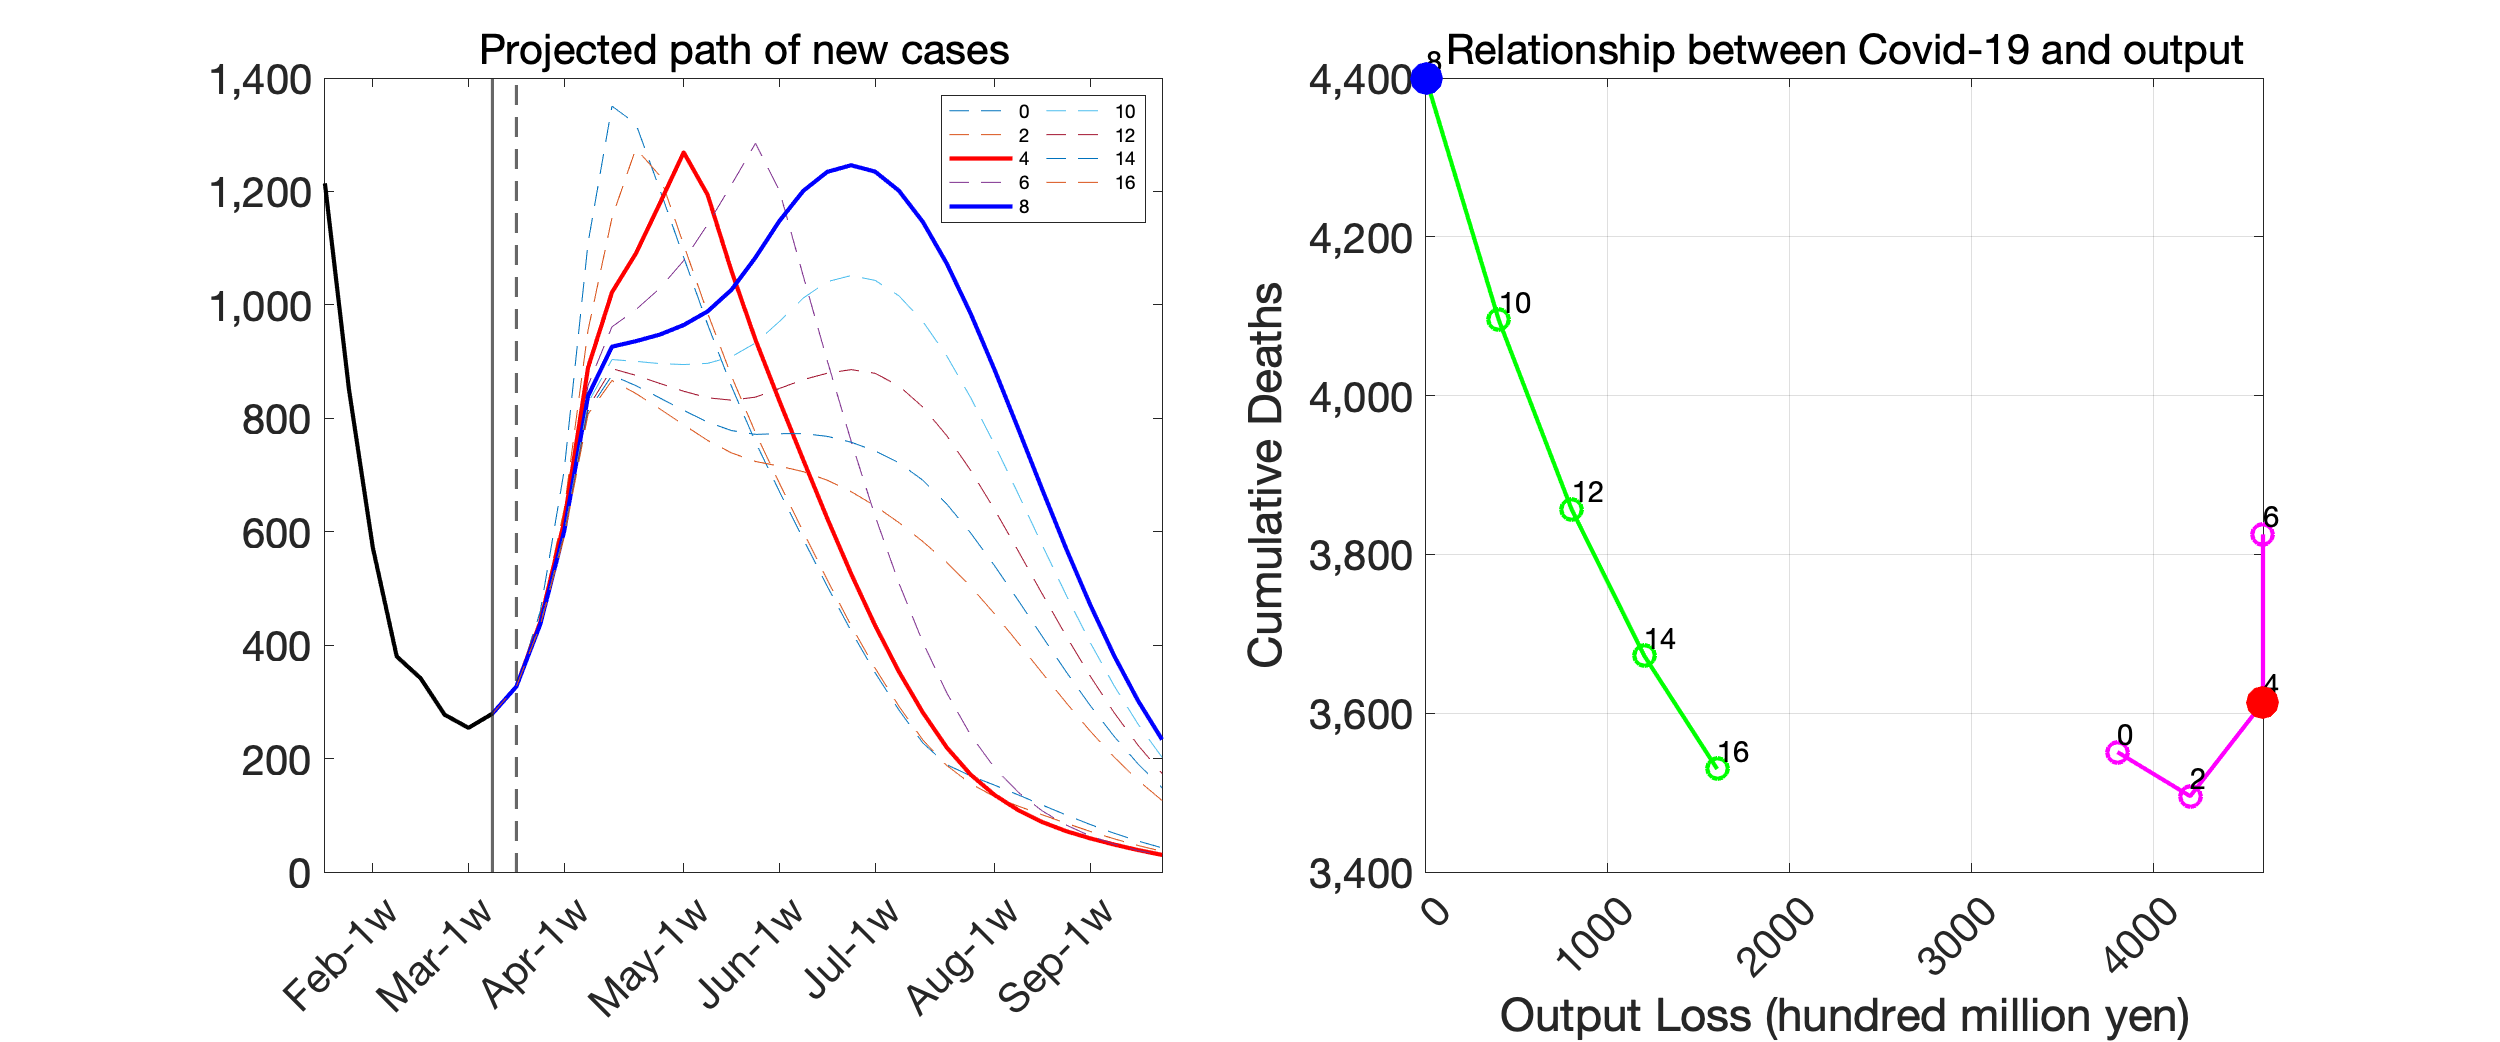 Projected path of new cases
1,400
1,200
1,000
800
600
400
200
0
Feb-1w
Mar-1w
Apr-1w
May-1w
Jun-1w
Jul-1w
Aug-1w
Sep-1w
0 10
2 12
4 14
6 16
8
Relationship between Covid-19 and output
Cumulative Deaths
4,400
4,200
4,000
3,800
3,600
3,400
8
10
12
14
16
6
4
0
2
0
1000
2000
3000
4000
Output Loss (hundred million yen)